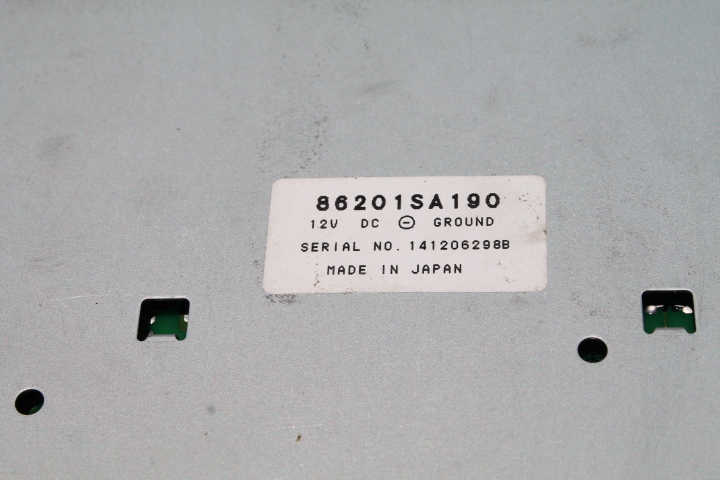 86201SA190
12V DC ⊖ GROUND
SERIAL NO. 141206298B
MADE IN JAPAN